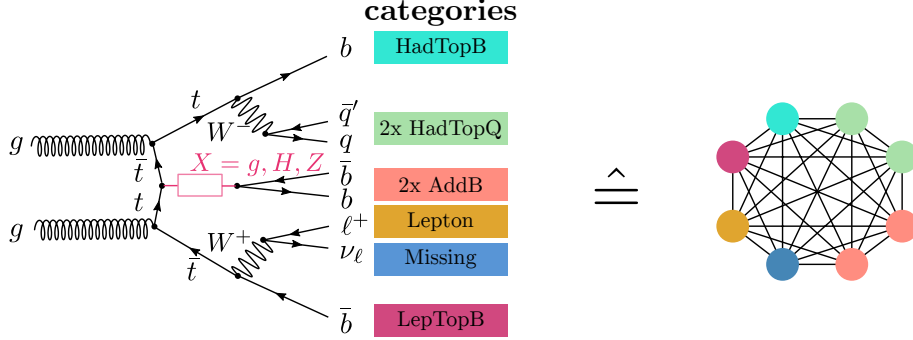 categories
b HadTopB
t
W⁻ q̄′
q 2x HadTopQ
g
t̄ X = g, H, Z b̄
b 2x AddB
t
g W⁺ ℓ⁺ Lepton
ν_ℓ Missing
t̄
b̄ LepTopB
≙